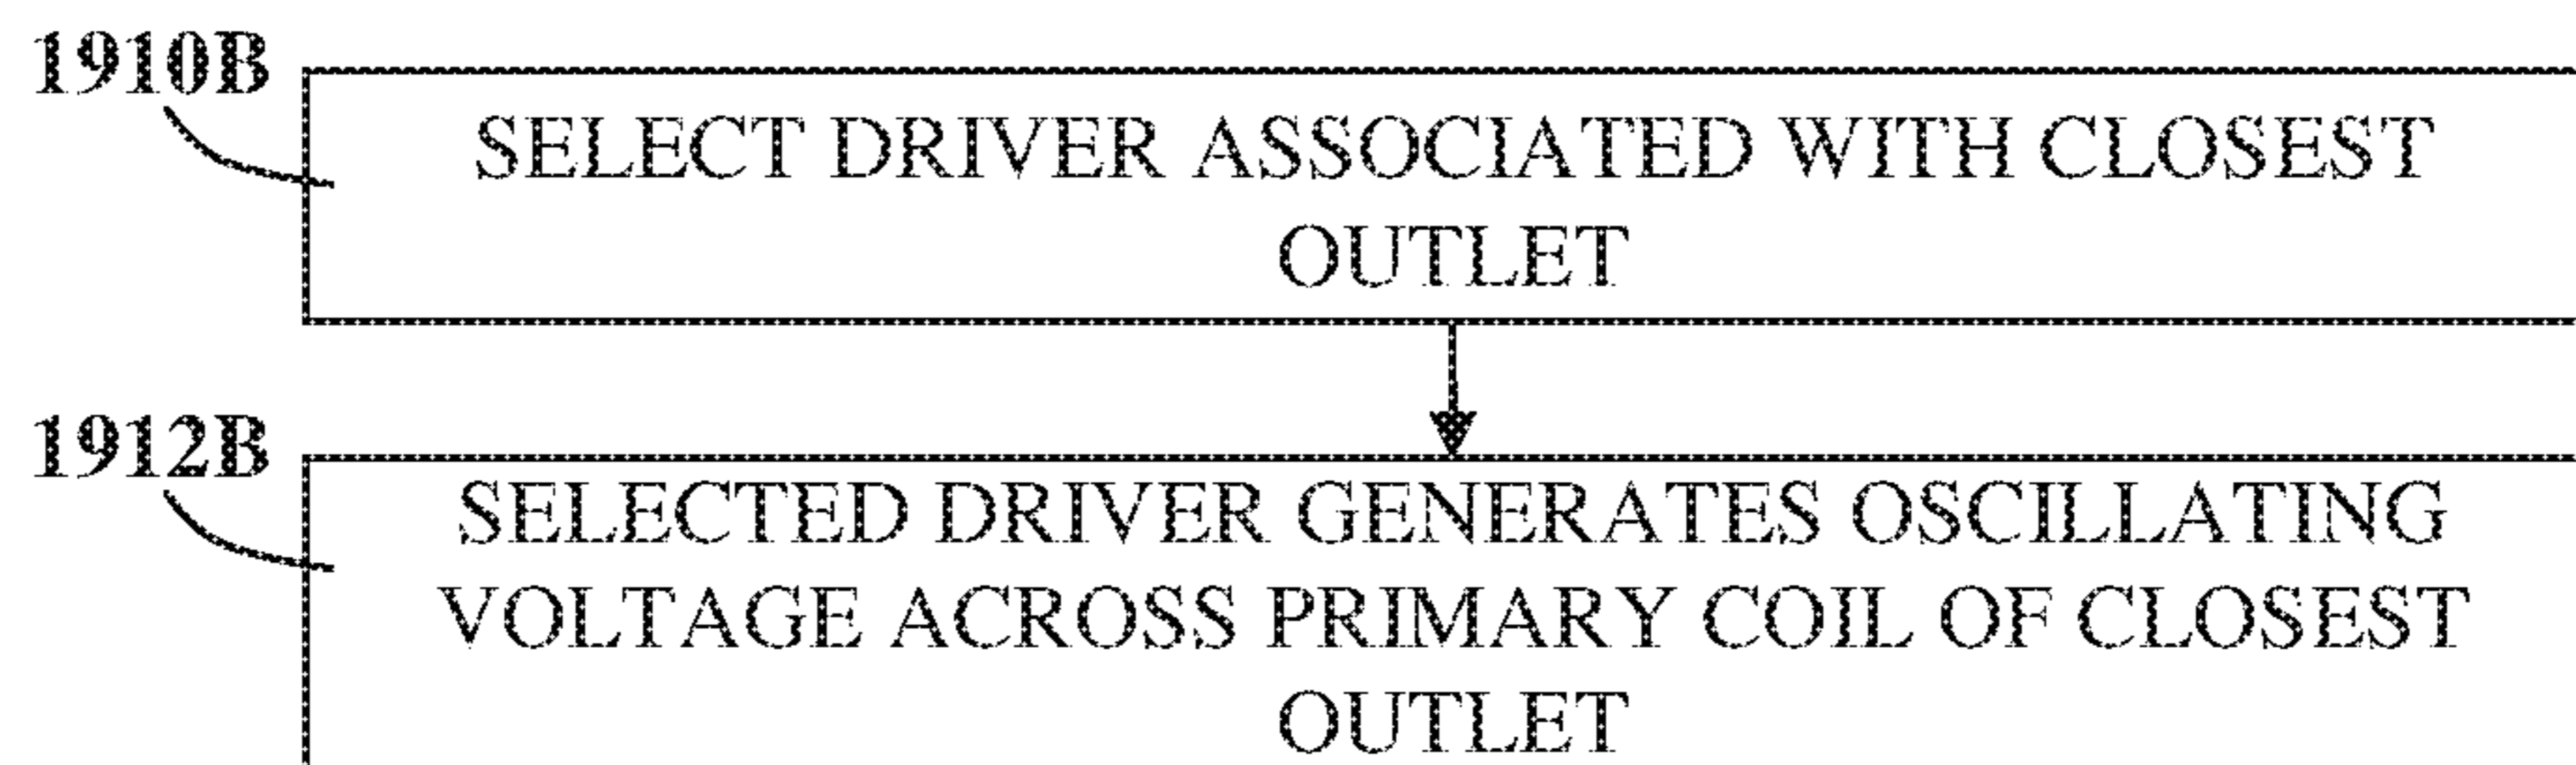 1910B
SELECT DRIVER ASSOCIATED WITH CLOSEST
OUTLET
1912B
SELECTED DRIVER GENERATES OSCILLATING
VOLTAGE ACROSS PRIMARY COIL OF CLOSEST
OUTLET